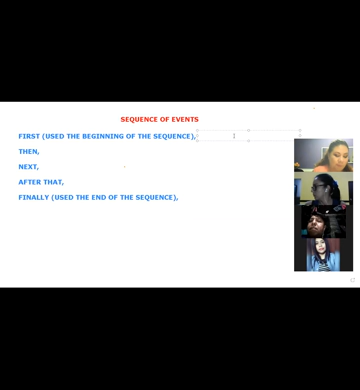 SEQUENCE OF EVENTS
FIRST (USED THE BEGINNING OF THE SEQUENCE),
THEN,
NEXT,
AFTER THAT,
FINALLY (USED THE END OF THE SEQUENCE),